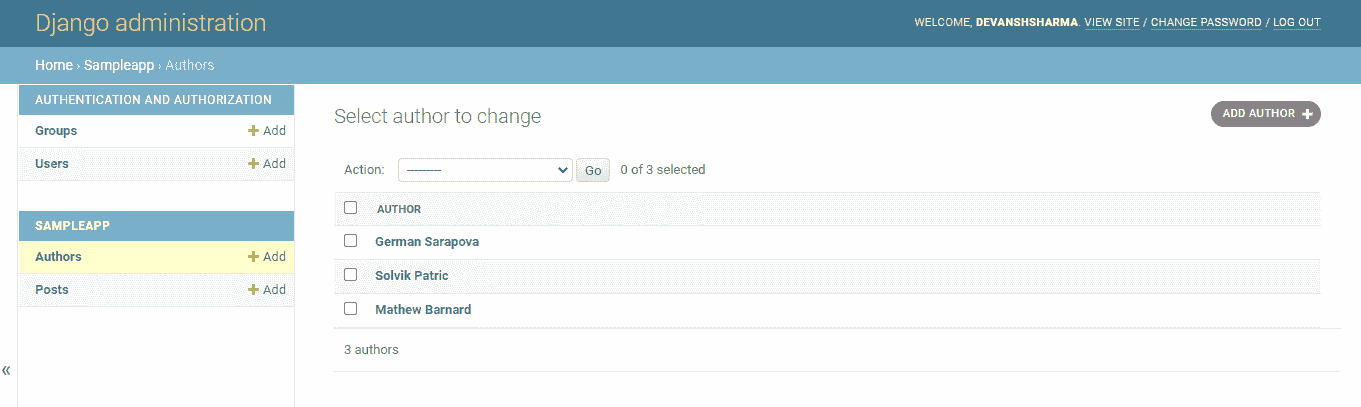 Django administration
WELCOME, DEVANSHSHARMA. VIEW SITE / CHANGE PASSWORD / LOG OUT
Home › Sampleapp › Authors
AUTHENTICATION AND AUTHORIZATION
Groups + Add
Users + Add
SAMPLEAPP
Authors + Add
Posts + Add
«
Select author to change
ADD AUTHOR +
Action: --------- Go 0 of 3 selected
AUTHOR
German Sarapova
Solvik Patric
Mathew Barnard
3 authors